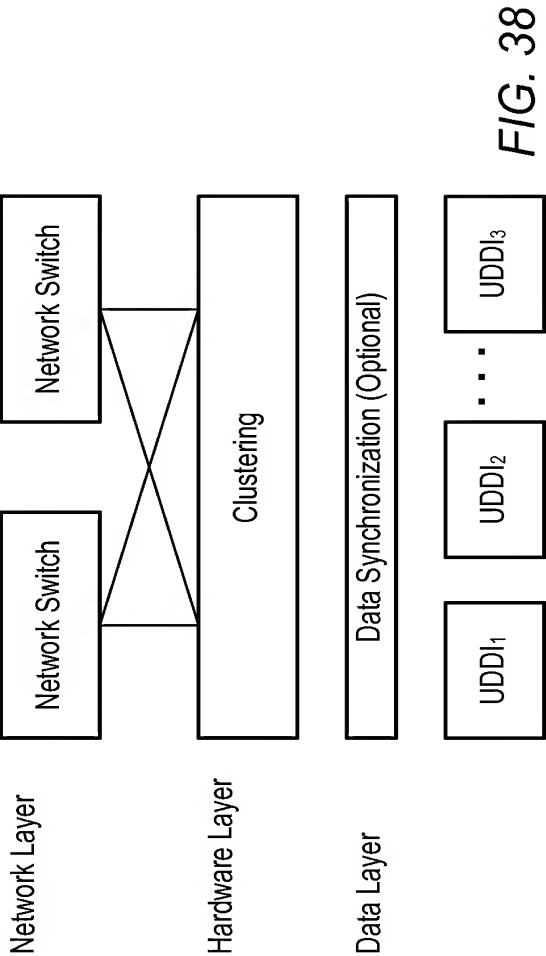 Network Layer
Network Switch
Network Switch
Hardware Layer
Clustering
Data Layer
Data Synchronization (Optional)
UDDI₁
UDDI₂
. . .
UDDI₃
FIG. 38